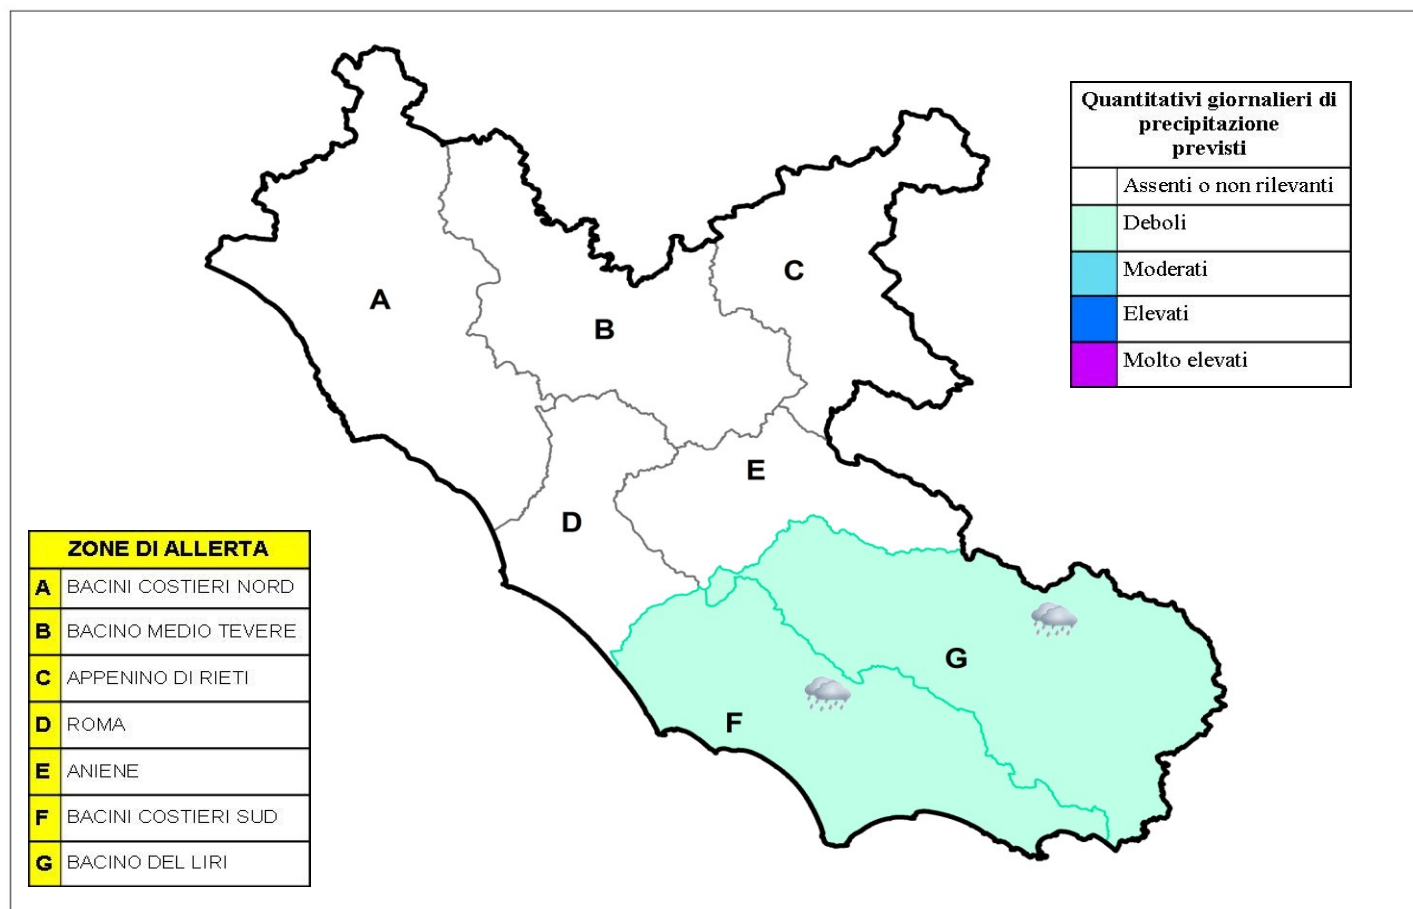 Quantitativi giornalieri di
precipitazione
previsti
Assenti o non rilevanti
Deboli
Moderati
Elevati
Molto elevati
A
B
C
D
E
F
G
ZONE DI ALLERTA
A BACINI COSTIERI NORD
B BACINO MEDIO TEVERE
C APPENINO DI RIETI
D ROMA
E ANIENE
F BACINI COSTIERI SUD
G BACINO DEL LIRI